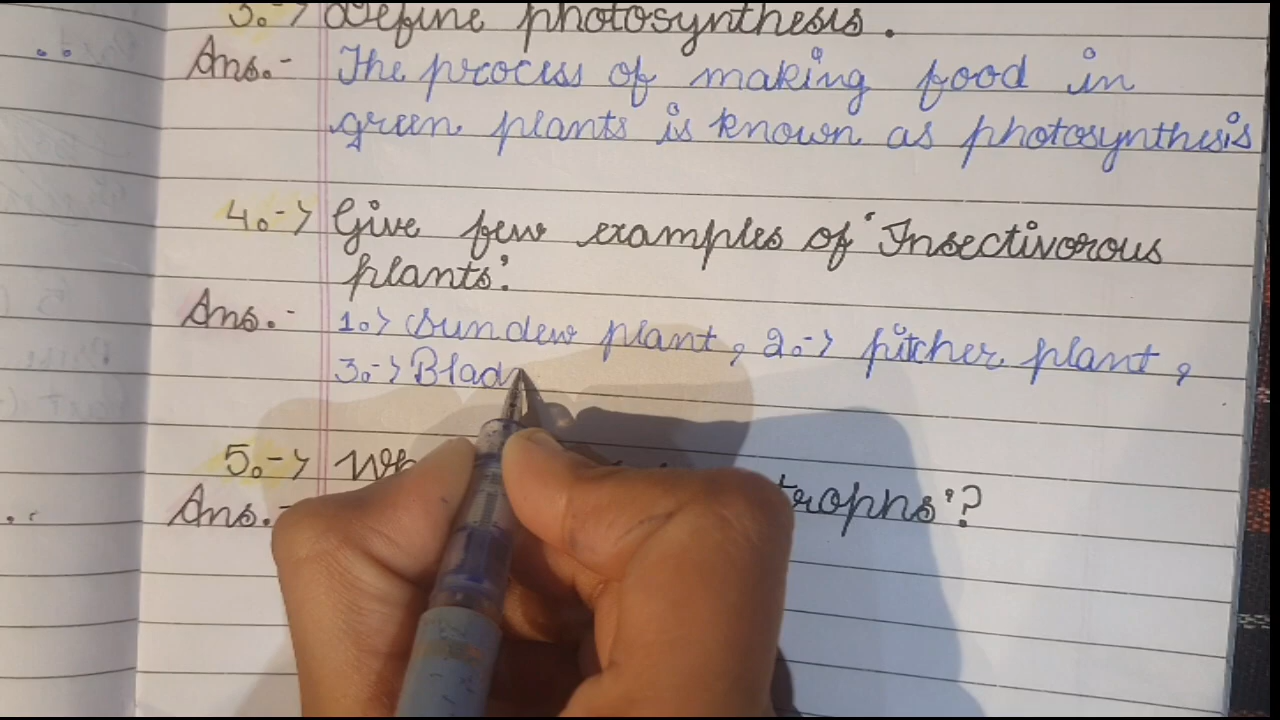 3.-> Define photosynthesis.
Ans.- The process of making food in
green plants is known as photosynthesis
4.-> Give few examples of 'Insectivorous
plants'.
Ans.- 1.> Sundew plant, 2.-> pitcher plant,
3.-> Blad
5.->
Ans.-